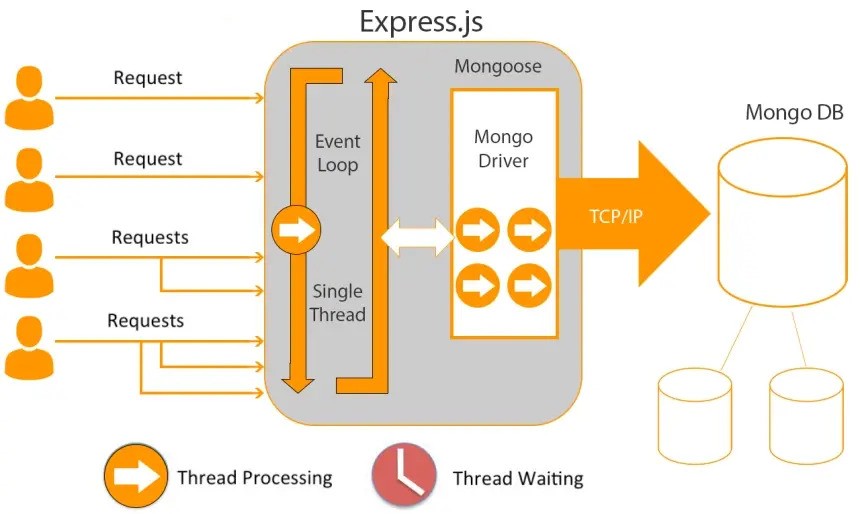 Express.js
Request
Mongoose
Mongo DB
Event
Loop
Mongo
Driver
Request
Requests
TCP/IP
Single
Thread
Requests
Thread Processing
Thread Waiting